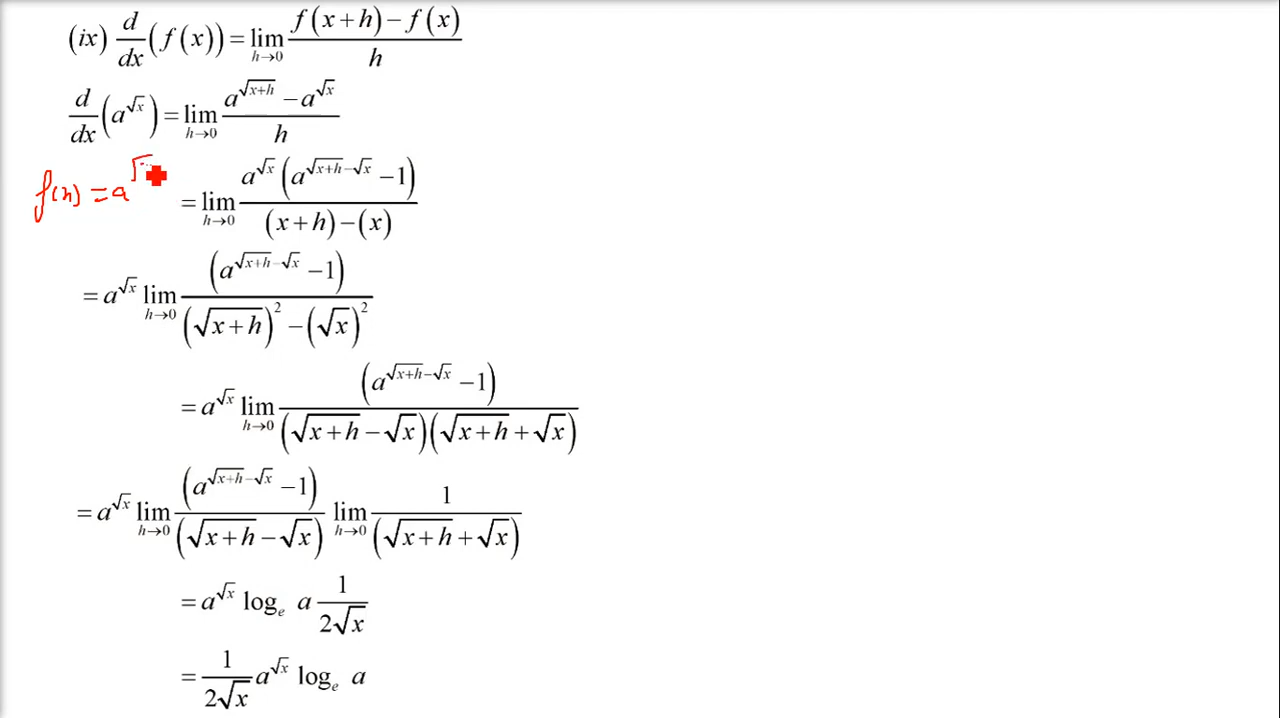 (ix) d/dx (f(x)) = lim_{h→0} (f(x+h) − f(x))/h
d/dx (a^{√x}) = lim_{h→0} (a^{√(x+h)} − a^{√x})/h
f(x) = a^√
= lim_{h→0} (a^{√x} (a^{√(x+h) − √x} − 1))/((x+h) − (x))
= a^{√x} lim_{h→0} (a^{√(x+h) − √x} − 1)/((√(x+h))^2 − (√x)^2)
= a^{√x} lim_{h→0} (a^{√(x+h) − √x} − 1)/((√(x+h) − √x)(√(x+h) + √x))
= a^{√x} lim_{h→0} (a^{√(x+h) − √x} − 1)/(√(x+h) − √x) lim_{h→0} 1/(√(x+h) + √x)
= a^{√x} log_e a 1/(2√x)
= 1/(2√x) a^{√x} log_e a